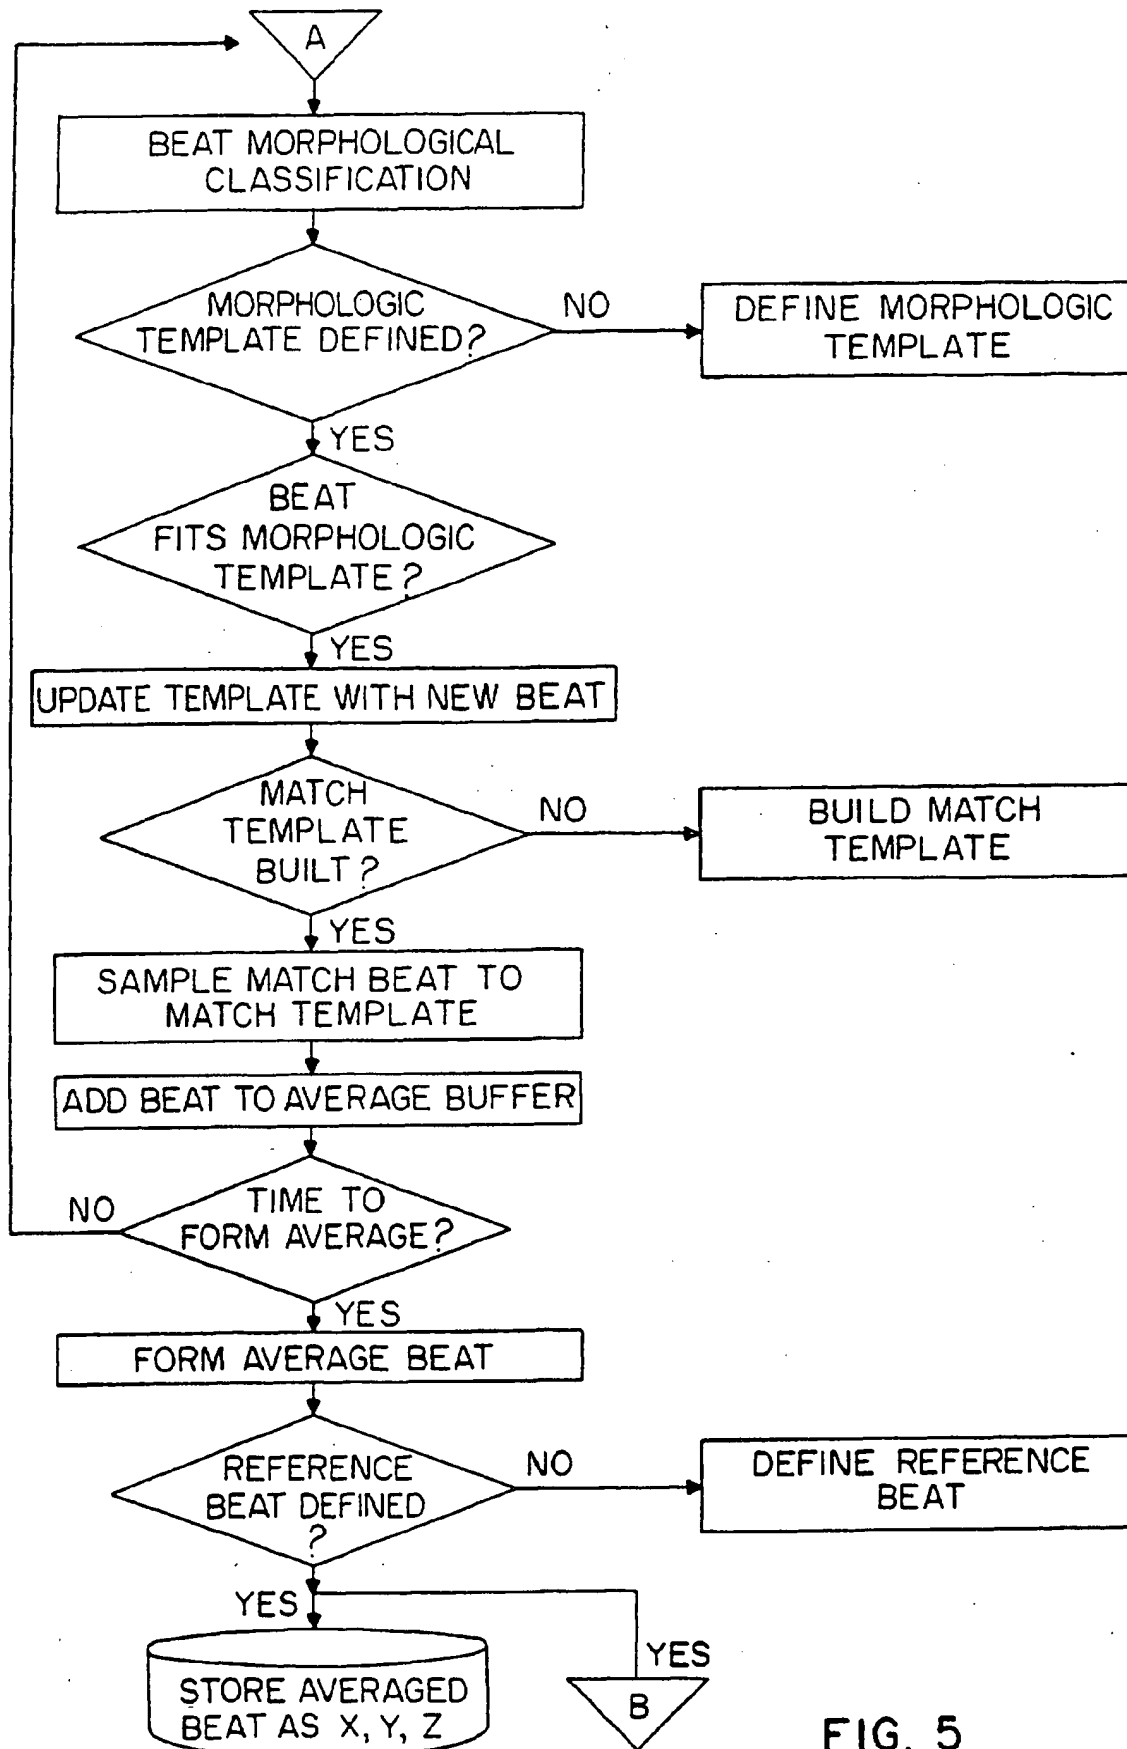 A
BEAT MORPHOLOGICAL
CLASSIFICATION
MORPHOLOGIC
TEMPLATE DEFINED?
NO
DEFINE MORPHOLOGIC
TEMPLATE
YES
BEAT
FITS MORPHOLOGIC
TEMPLATE?
YES
UPDATE TEMPLATE WITH NEW BEAT
MATCH
TEMPLATE
BUILT?
NO
BUILD MATCH
TEMPLATE
YES
SAMPLE MATCH BEAT TO
MATCH TEMPLATE
ADD BEAT TO AVERAGE BUFFER
NO
TIME TO
FORM AVERAGE?
YES
FORM AVERAGE BEAT
REFERENCE
BEAT DEFINED
?
NO
DEFINE REFERENCE
BEAT
YES
YES
STORE AVERAGED
BEAT AS X, Y, Z
B
FIG. 5